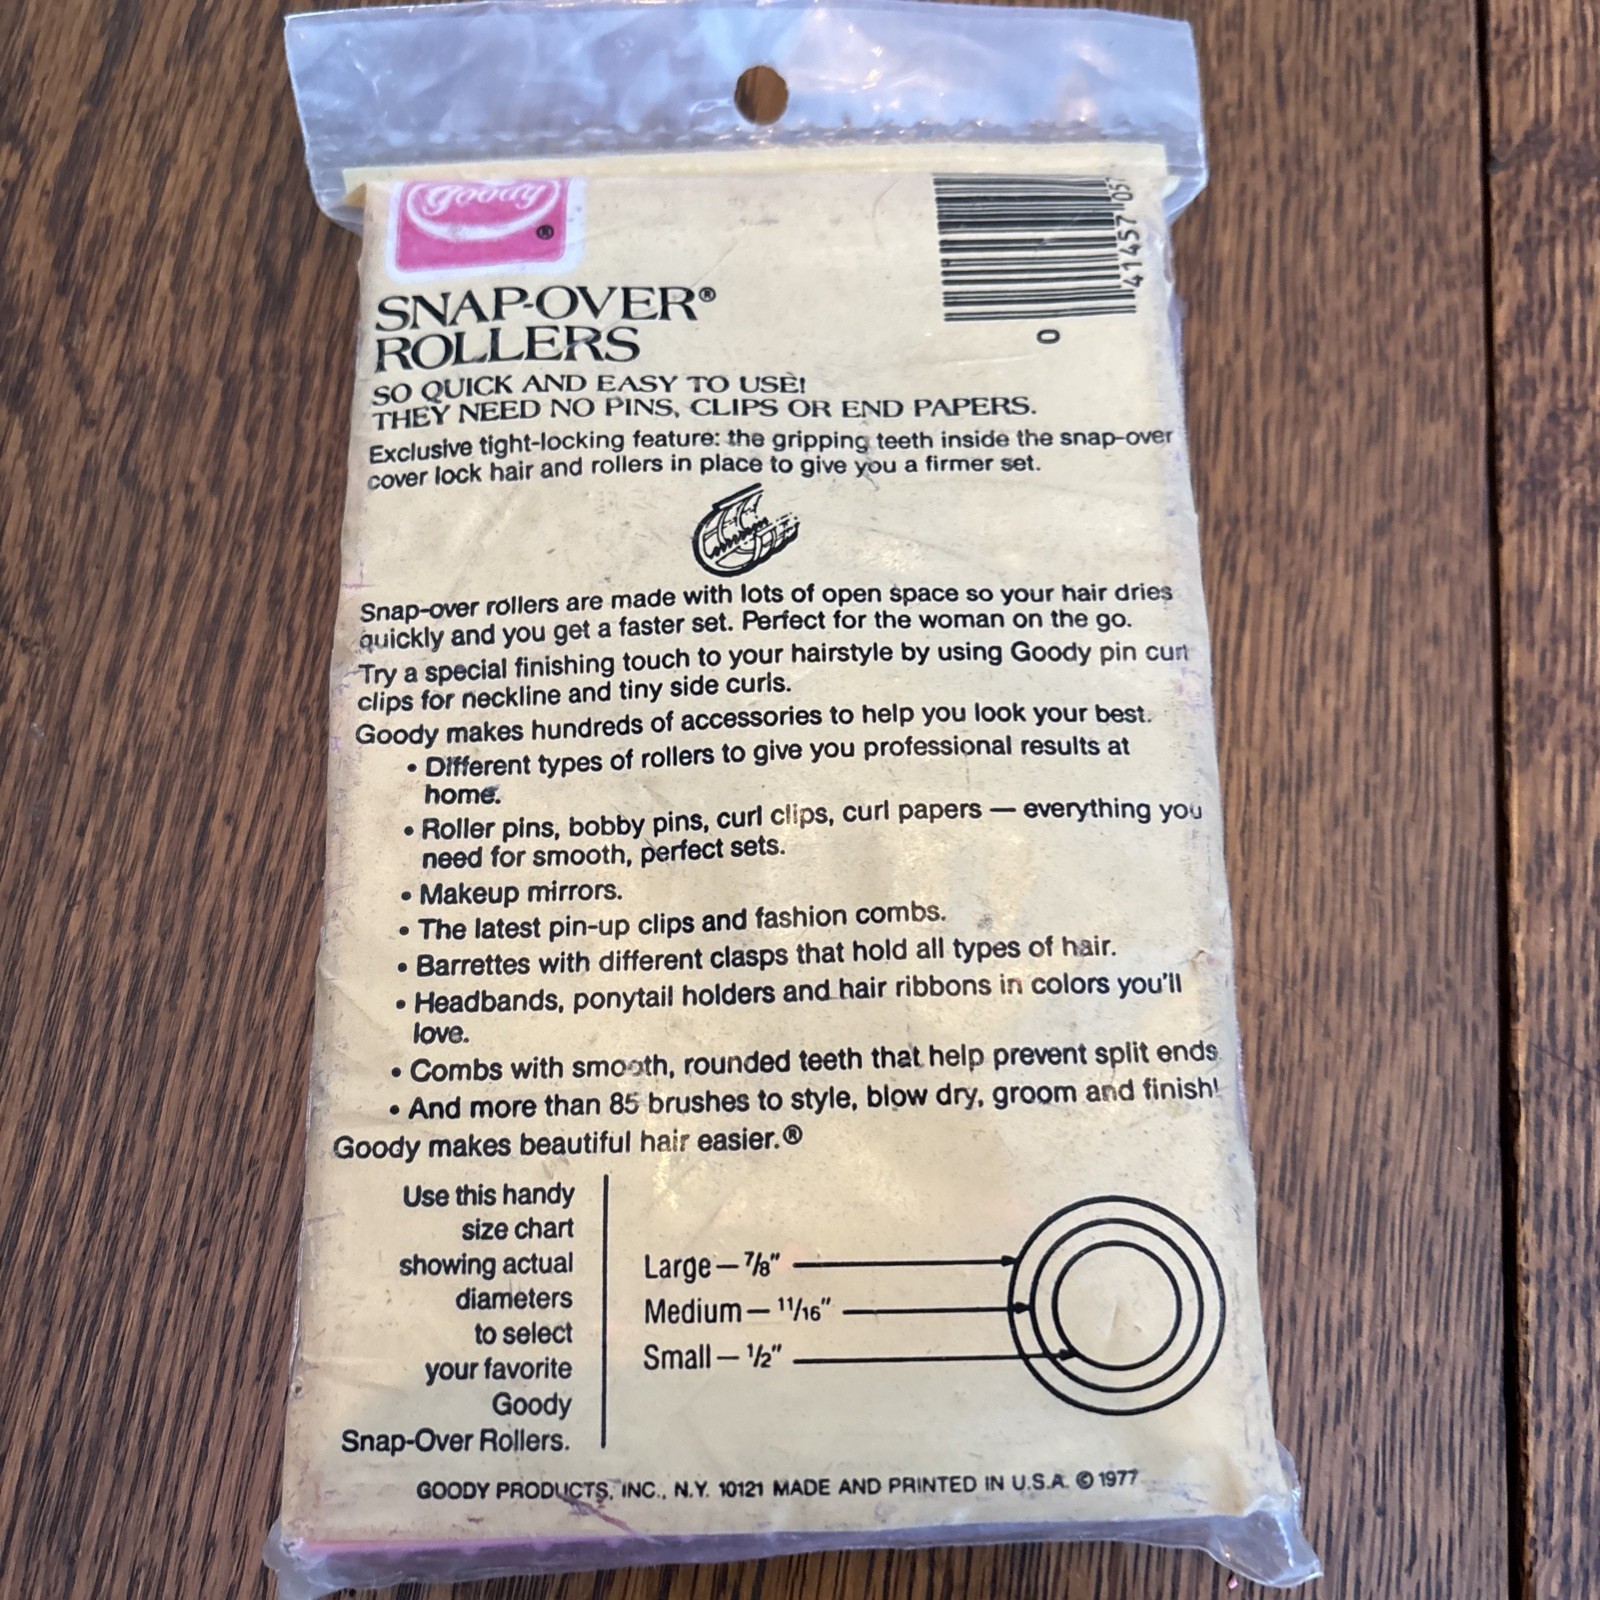 Goody
®
41457 057
0
SNAP-OVER®
ROLLERS
SO QUICK AND EASY TO USE!
THEY NEED NO PINS, CLIPS OR END PAPERS.
Exclusive tight-locking feature: the gripping teeth inside the snap-over
cover lock hair and rollers in place to give you a firmer set.
Snap-over rollers are made with lots of open space so your hair dries
quickly and you get a faster set. Perfect for the woman on the go.
Try a special finishing touch to your hairstyle by using Goody pin curl
clips for neckline and tiny side curls.
Goody makes hundreds of accessories to help you look your best.
• Different types of rollers to give you professional results at
home.
• Roller pins, bobby pins, curl clips, curl papers — everything you
need for smooth, perfect sets.
• Makeup mirrors.
• The latest pin-up clips and fashion combs.
• Barrettes with different clasps that hold all types of hair.
• Headbands, ponytail holders and hair ribbons in colors you'll
love.
• Combs with smooth, rounded teeth that help prevent split ends
• And more than 85 brushes to style, blow dry, groom and finish!
Goody makes beautiful hair easier.®
Use this handy
size chart
showing actual
diameters
to select
your favorite
Goody
Snap-Over Rollers.
Large — 7/8"
Medium — 11/16"
Small — 1/2"
GOODY PRODUCTS, INC., N.Y. 10121 MADE AND PRINTED IN U.S.A. © 1977